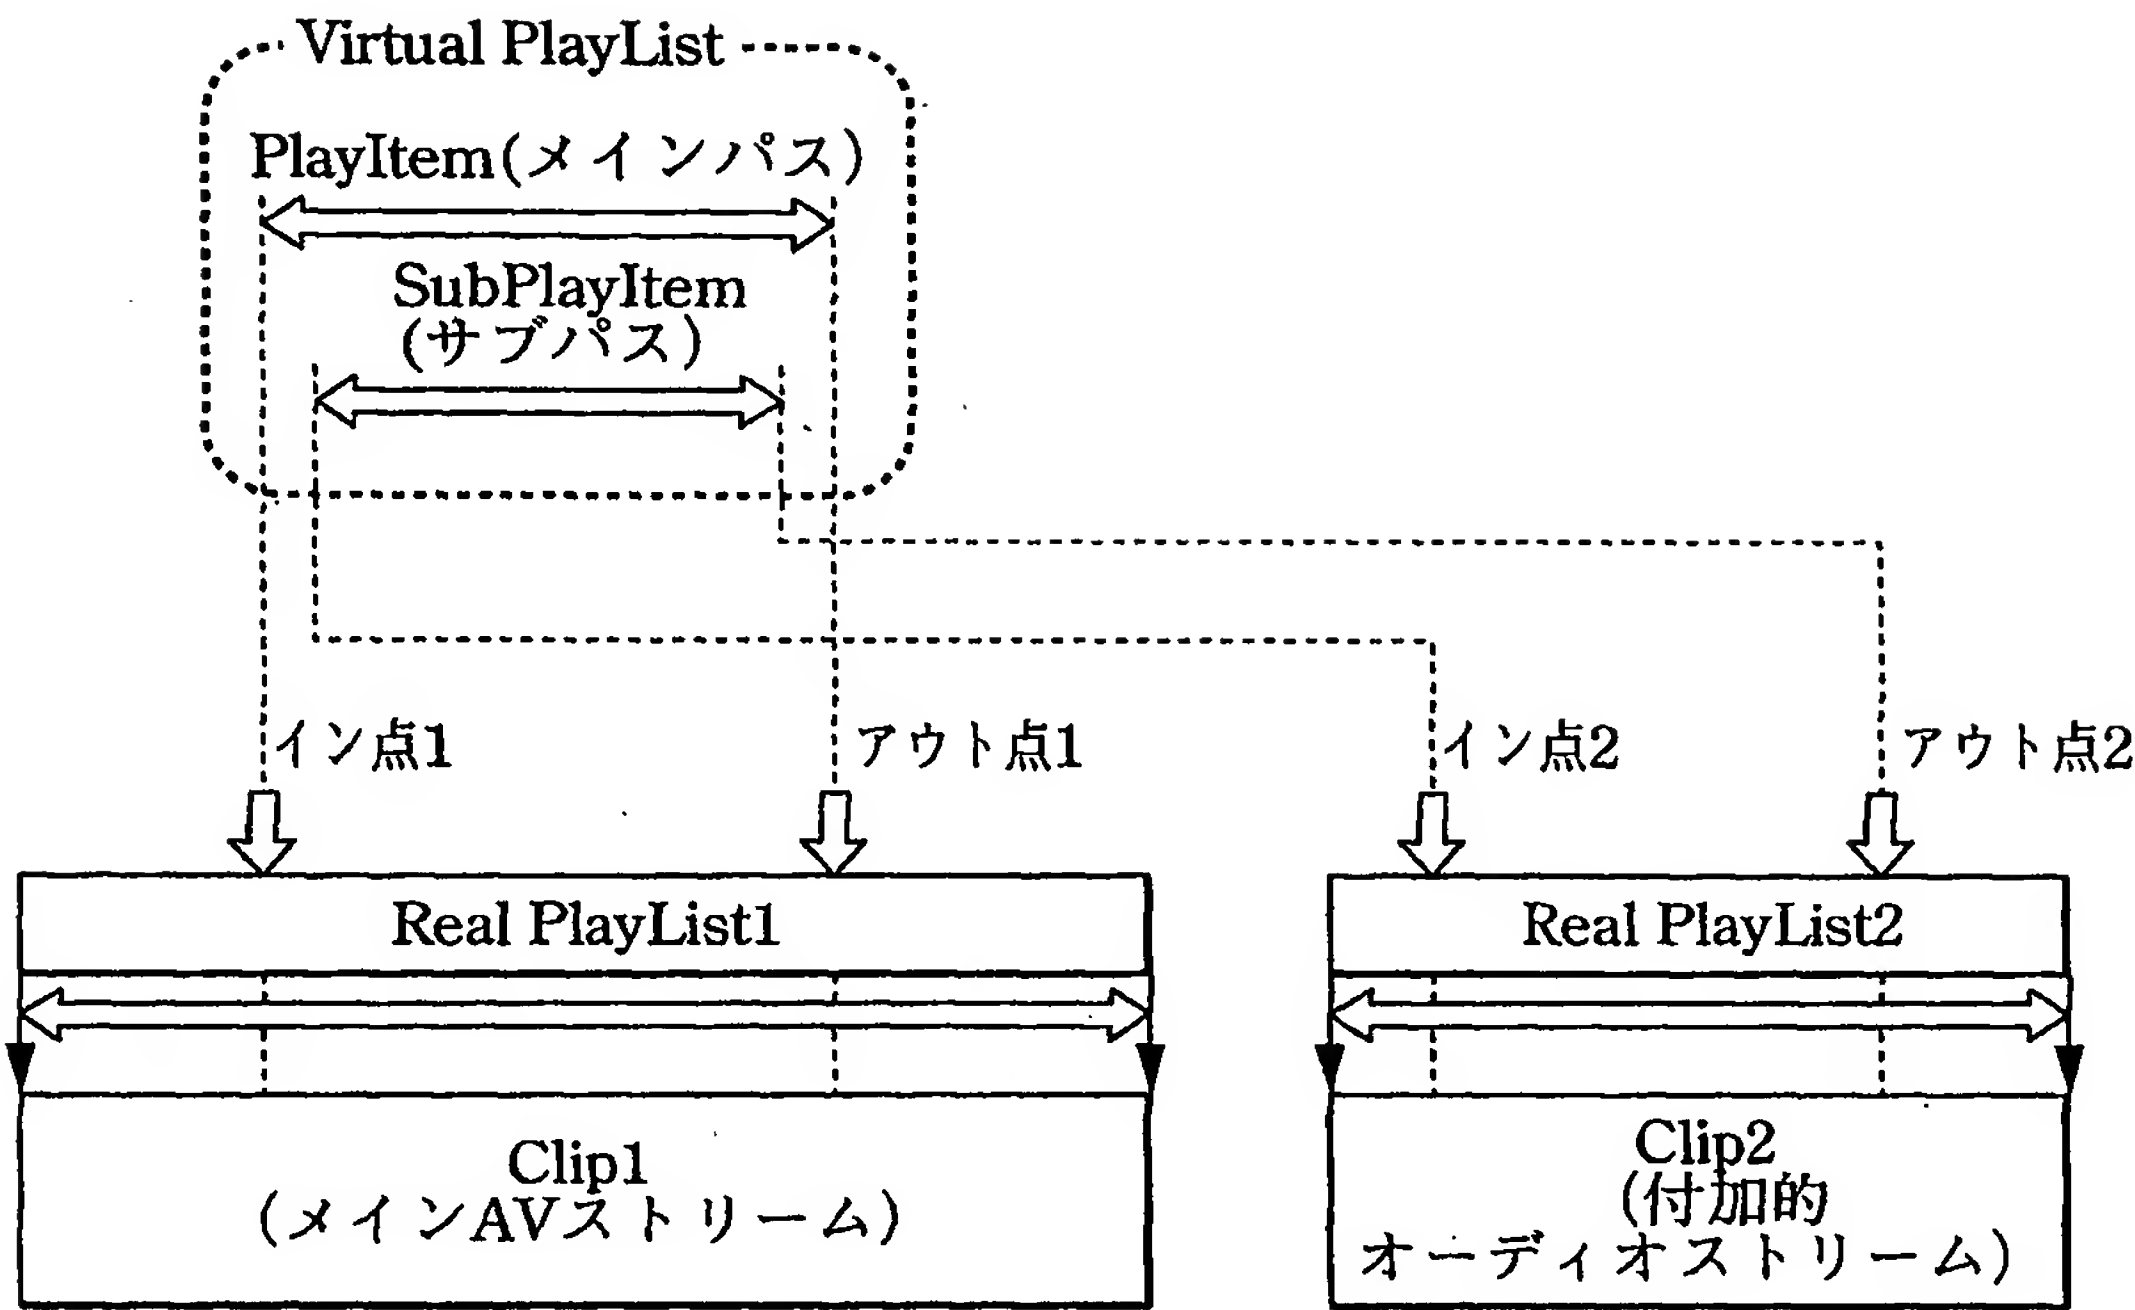 Virtual PlayList
PlayItem(メインパス)
SubPlayItem
(サブパス)
イン点1
アウト点1
イン点2
アウト点2
Real PlayList1
Real PlayList2
Clip1
(メインAVストリーム)
Clip2
(付加的
オーディオストリーム)